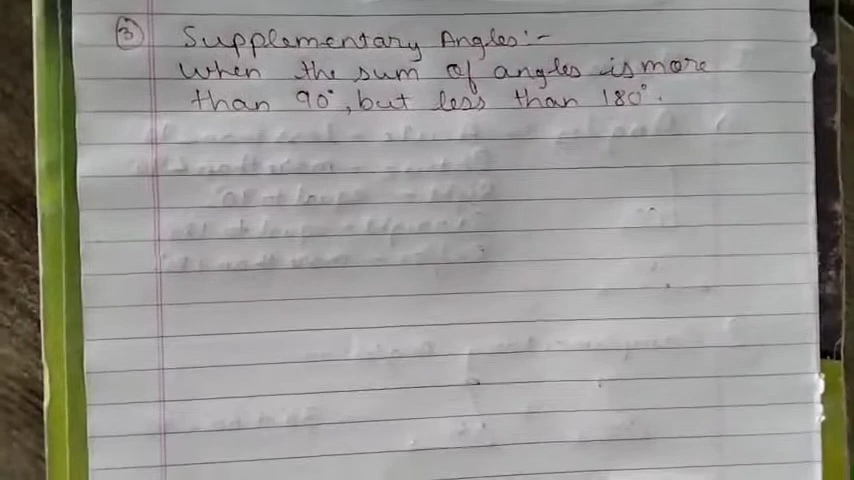 ③ Supplementary Angles:-
When the sum of angles is more
than 90°, but less than 180°.